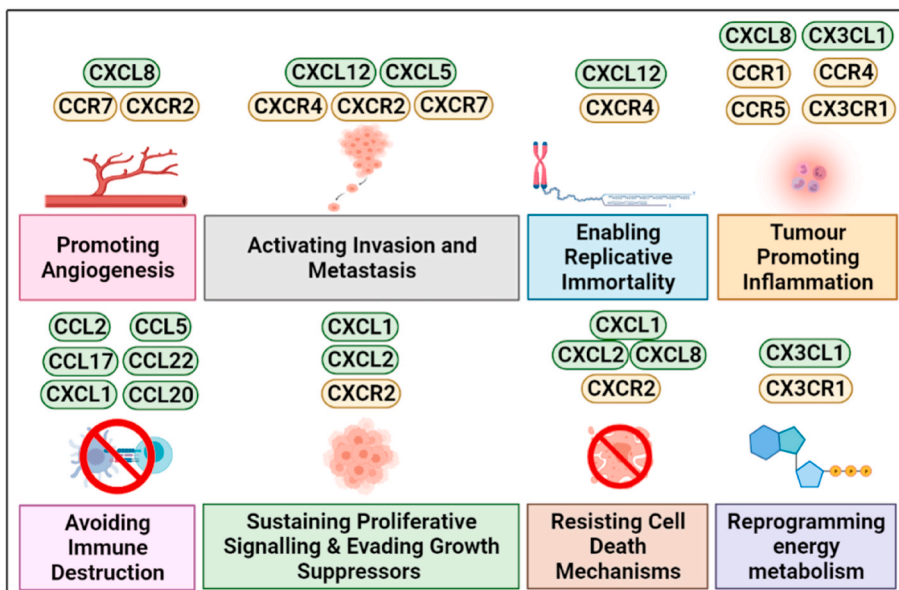 CXCL8
CCR7 CXCR2
Promoting
Angiogenesis
CXCL12 CXCL5
CXCR4 CXCR2 CXCR7
Activating Invasion and
Metastasis
CXCL12
CXCR4
Enabling
Replicative
Immortality
CXCL8 CX3CL1
CCR1 CCR4
CCR5 CX3CR1
Tumour
Promoting
Inflammation
CCL2 CCL5
CCL17 CCL22
CXCL1 CCL20
Avoiding
Immune
Destruction
CXCL1
CXCL2
CXCR2
Sustaining Proliferative
Signalling & Evading Growth
Suppressors
CXCL1
CXCL2 CXCL8
CXCR2
Resisting Cell
Death
Mechanisms
CX3CL1
CX3CR1
Reprogramming
energy
metabolism